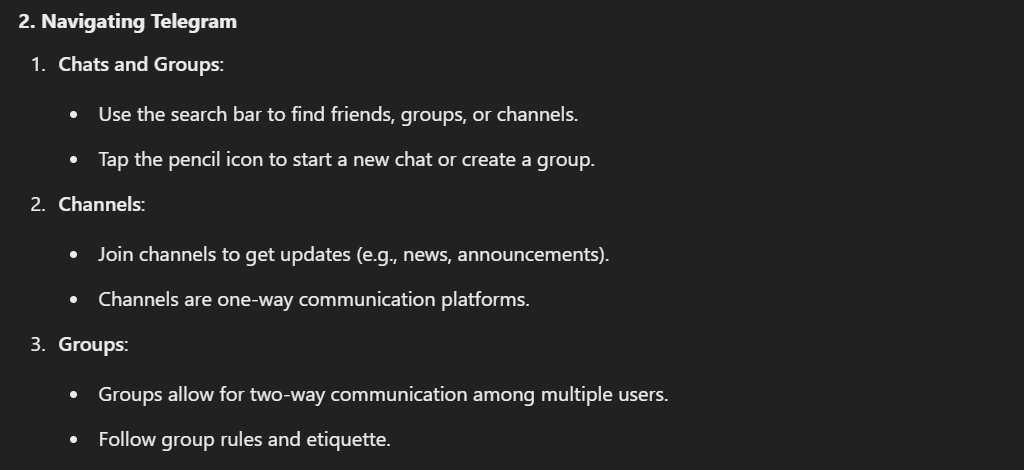 2. Navigating Telegram
1. Chats and Groups:
• Use the search bar to find friends, groups, or channels.
• Tap the pencil icon to start a new chat or create a group.
2. Channels:
• Join channels to get updates (e.g., news, announcements).
• Channels are one-way communication platforms.
3. Groups:
• Groups allow for two-way communication among multiple users.
• Follow group rules and etiquette.